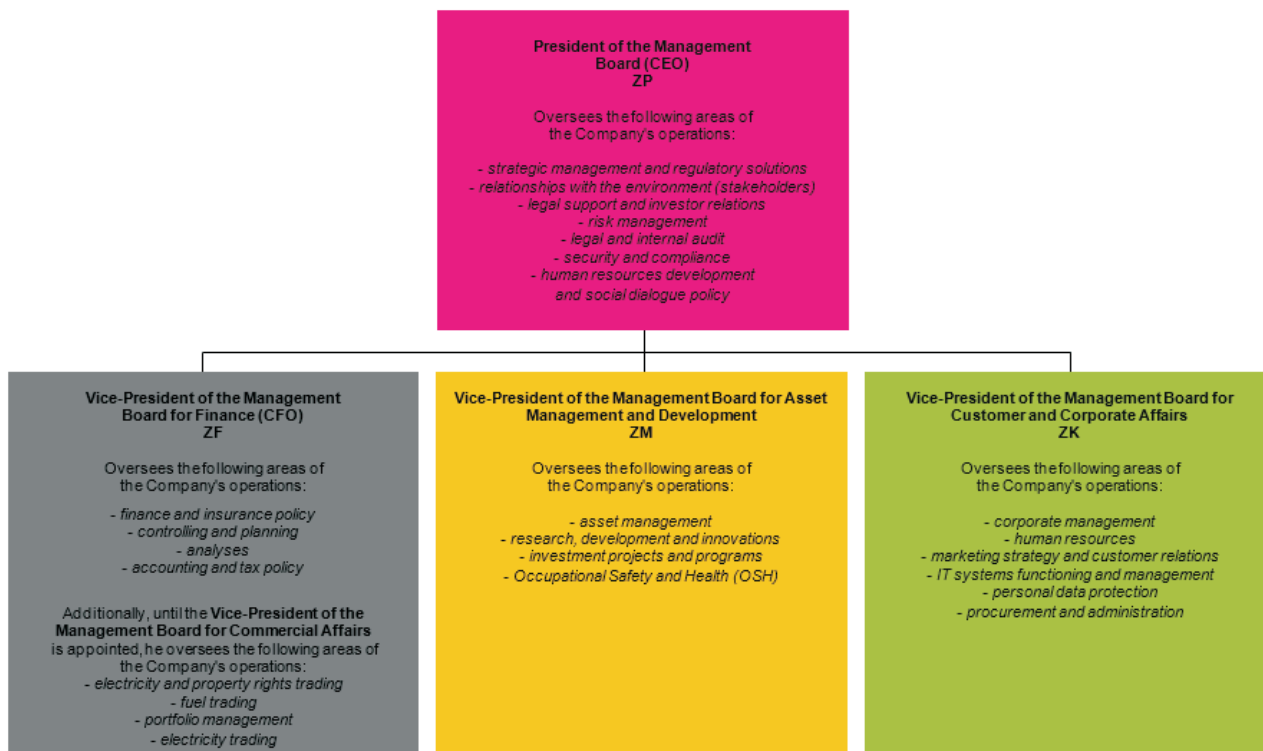 President of the Management
Board (CEO)
ZP
Oversees the following areas of
the Company's operations:
- strategic management and regulatory solutions
- relationships with the environment (stakeholders)
- legal support and investor relations
- risk management
- legal and internal audit
- security and compliance
- human resources development
and social dialogue policy
Vice-President of the Management
Board for Finance (CFO)
ZF
Oversees the following areas of
the Company's operations:
- finance and insurance policy
- controlling and planning
- analyses
- accounting and tax policy
Additionally, until the Vice-President of the
Management Board for Commercial Affairs
is appointed, he oversees the following areas of
the Company's operations:
- electricity and property rights trading
- fuel trading
- portfolio management
- electricity trading
Vice-President of the Management Board for Asset
Management and Development
ZM
Oversees the following areas of
the Company's operations:
- asset management
- research, development and innovations
- investment projects and programs
- Occupational Safety and Health (OSH)
Vice-President of the Management Board for
Customer and Corporate Affairs
ZK
Oversees the following areas of
the Company's operations:
- corporate management
- human resources
- marketing strategy and customer relations
- IT systems functioning and management
- personal data protection
- procurement and administration